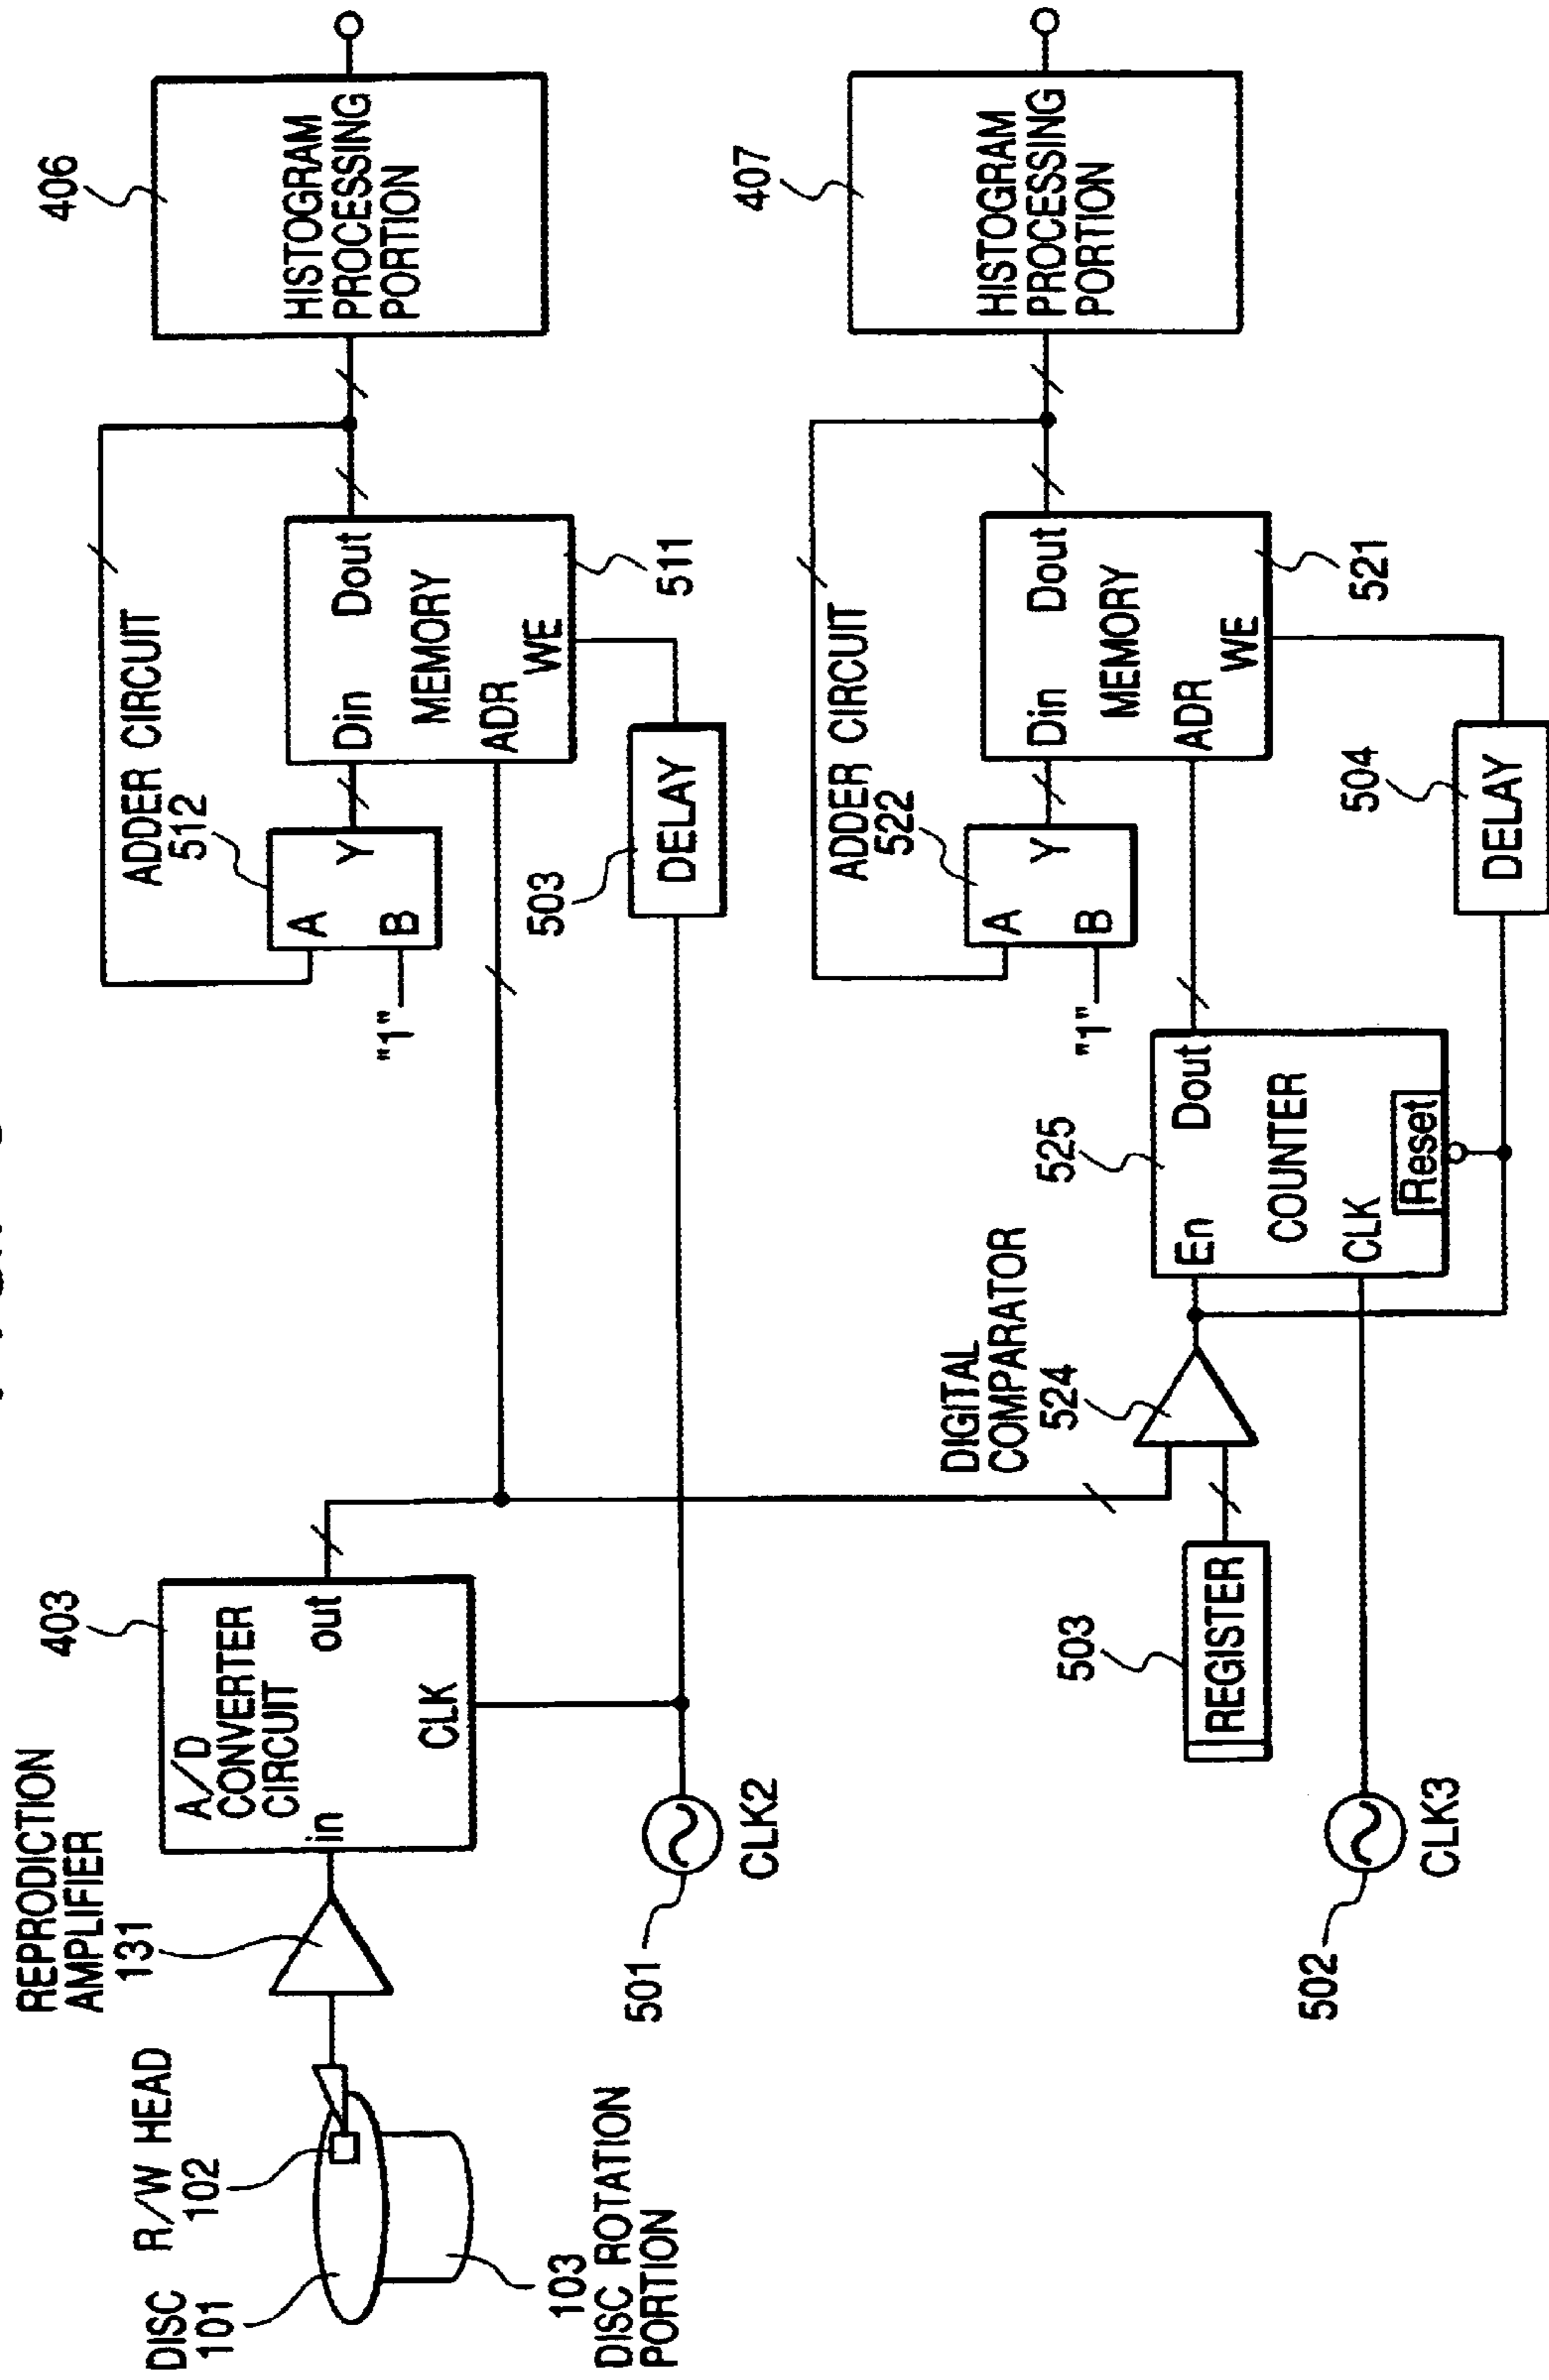 DISC
101
R/W HEAD
102
103
DISC ROTATION
PORTION
REPRODICTION
AMPLIFIER
131
403
A/D
CONVERTER
CIRCUIT
in
out
CLK
501
CLK2
ADDER CIRCUIT
512
A
B
Y
"1"
Din
Dout
MEMORY
ADR
WE
511
503
DELAY
406
HISTOGRAM
PROCESSING
PORTION
503
REGISTER
502
CLK3
DIGITAL
COMPARATOR
524
525
En
Dout
COUNTER
CLK
Reset
ADDER CIRCUIT
522
A
B
Y
"1"
Din
Dout
MEMORY
ADR
WE
521
504
DELAY
407
HISTOGRAM
PROCESSING
PORTION